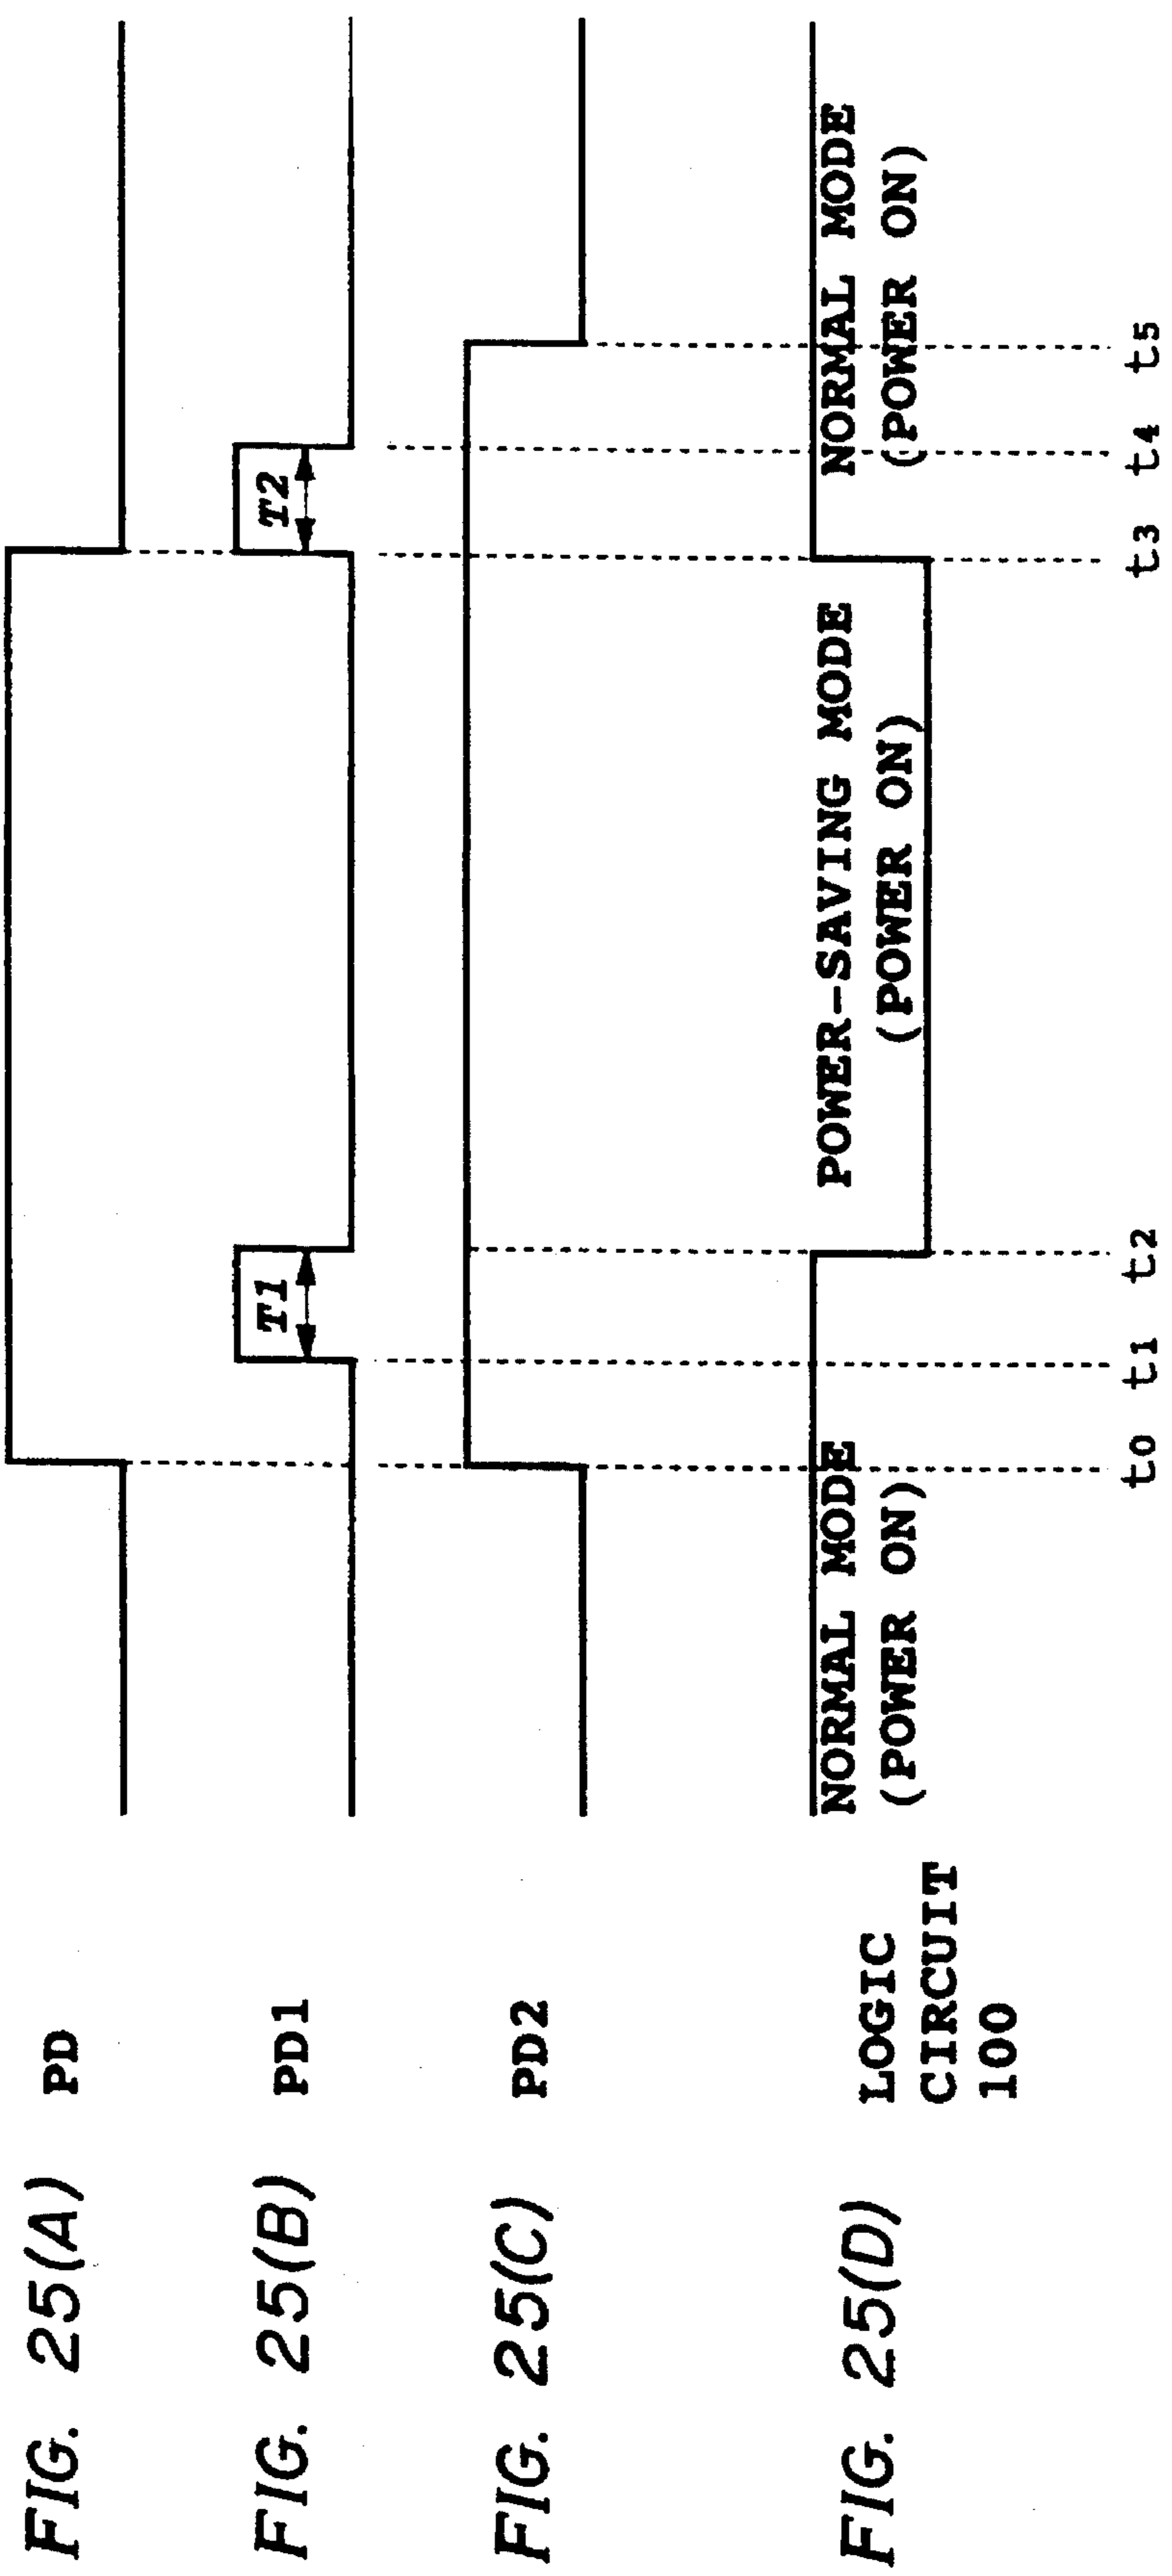 FIG. 25(A) PD
FIG. 25(B) PD1
T1
T2
FIG. 25(C) PD2
FIG. 25(D)
LOGIC
CIRCUIT
100
NORMAL MODE
(POWER ON)
POWER-SAVING MODE
(POWER ON)
NORMAL MODE
(POWER ON)
t0 t1 t2 t3 t4 t5